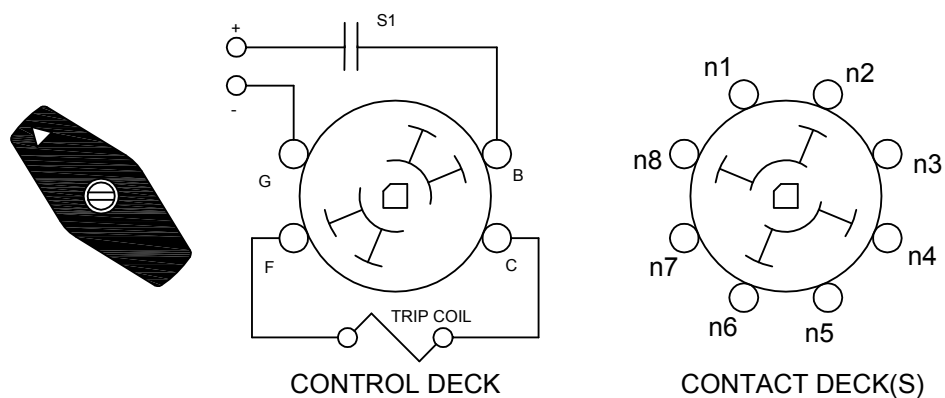 +
S1
-
G
B
F
C
TRIP COIL
CONTROL DECK
n1
n2
n8
n3
n7
n4
n6
n5
CONTACT DECK(S)